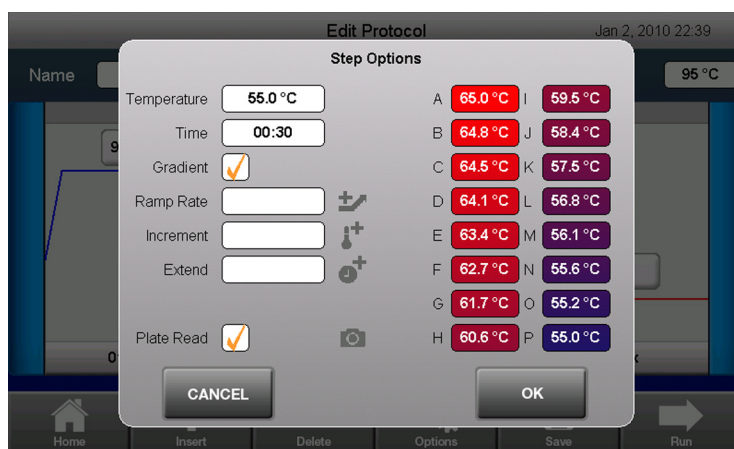 Edit Protocol
Jan 2, 2010 22:39
Step Options
Name
95 °C
Temperature 55.0 °C
Time 00:30
Gradient
Ramp Rate
Increment
Extend
Plate Read
A 65.0 °C I 59.5 °C
B 64.8 °C J 58.4 °C
C 64.5 °C K 57.5 °C
D 64.1 °C L 56.8 °C
E 63.4 °C M 56.1 °C
F 62.7 °C N 55.6 °C
G 61.7 °C O 55.2 °C
H 60.6 °C P 55.0 °C
CANCEL
OK
Home
Insert
Delete
Options
Save
Run